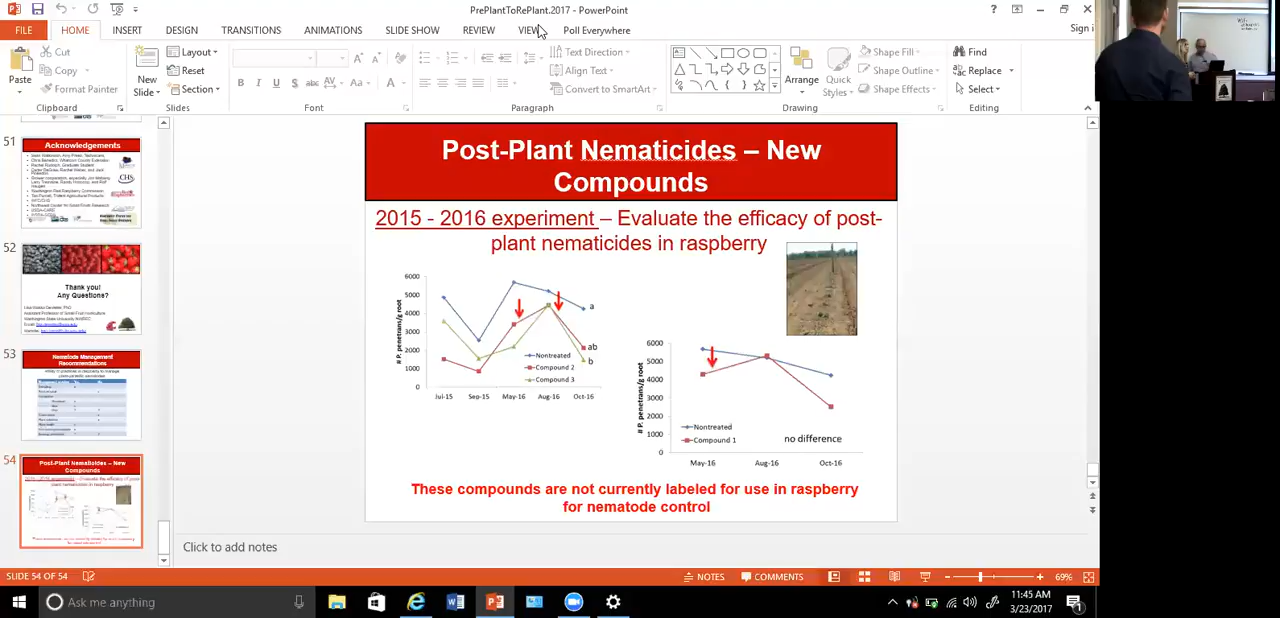 PrePlantToRePlant.2017 - PowerPoint
Sign i
FILE HOME INSERT DESIGN TRANSITIONS ANIMATIONS SLIDE SHOW REVIEW VIEW Poll Everywhere
Paste
Cut
Copy
Format Painter
Clipboard
New Slide
Layout
Reset
Section
Slides
Font
Paragraph
Text Direction
Align Text
Convert to SmartArt
Drawing
Arrange
Quick Styles
Shape Fill
Shape Outline
Shape Effects
Find
Replace
Select
Editing
51
Acknowledgements
52
Thank you!
Any Questions?
53
Nematode Management
Recommendations
54
Post-Plant Nematicides – New
Compounds
Post-Plant Nematicides – New
Compounds
2015 - 2016 experiment – Evaluate the efficacy of post-
plant nematicides in raspberry
# P. penetrans/g root
6000
5000
4000
3000
2000
1000
0
Jul-15 Sep-15 May-16 Aug-16 Oct-16
a
ab
b
Nontreated
Compound 2
Compound 3
# P. penetrans/g root
6000
5000
4000
3000
2000
1000
0
May-16 Aug-16 Oct-16
Nontreated
Compound 1
no difference
These compounds are not currently labeled for use in raspberry
for nematode control
Click to add notes
SLIDE 54 OF 54
NOTES COMMENTS 69%
Ask me anything
11:45 AM
3/23/2017